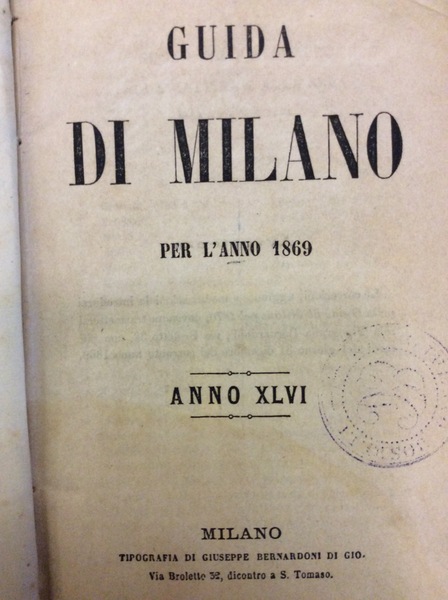 GUIDA
DI MILANO
PER L'ANNO 1869
ANNO XLVI
MILANO
TIPOGRAFIA DI GIUSEPPE BERNARDONI DI GIO.
Via Brolette 32, dicontro a S. Tomaso.